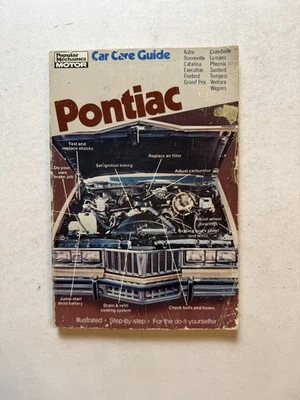 Popular
Mechanics
MOTOR
Car Care Guide
Astre
Bonneville
Catalina
Executive
Firebird
Grand Prix
Grandville
Lemans
Phoenix
Sunbird
Tempest
Ventura
Wagons
Pontiac
Test and
replace shocks
Replace air filter
Do your
own
brake job
Set ignition timing
Adjust carburetor
Adjust wheel
bearings
and wires
Jump-start
dead battery
Drain & refill
cooling system
Check belts and hoses
Illustrated • Step-by-step • For the do-it-yourselfer